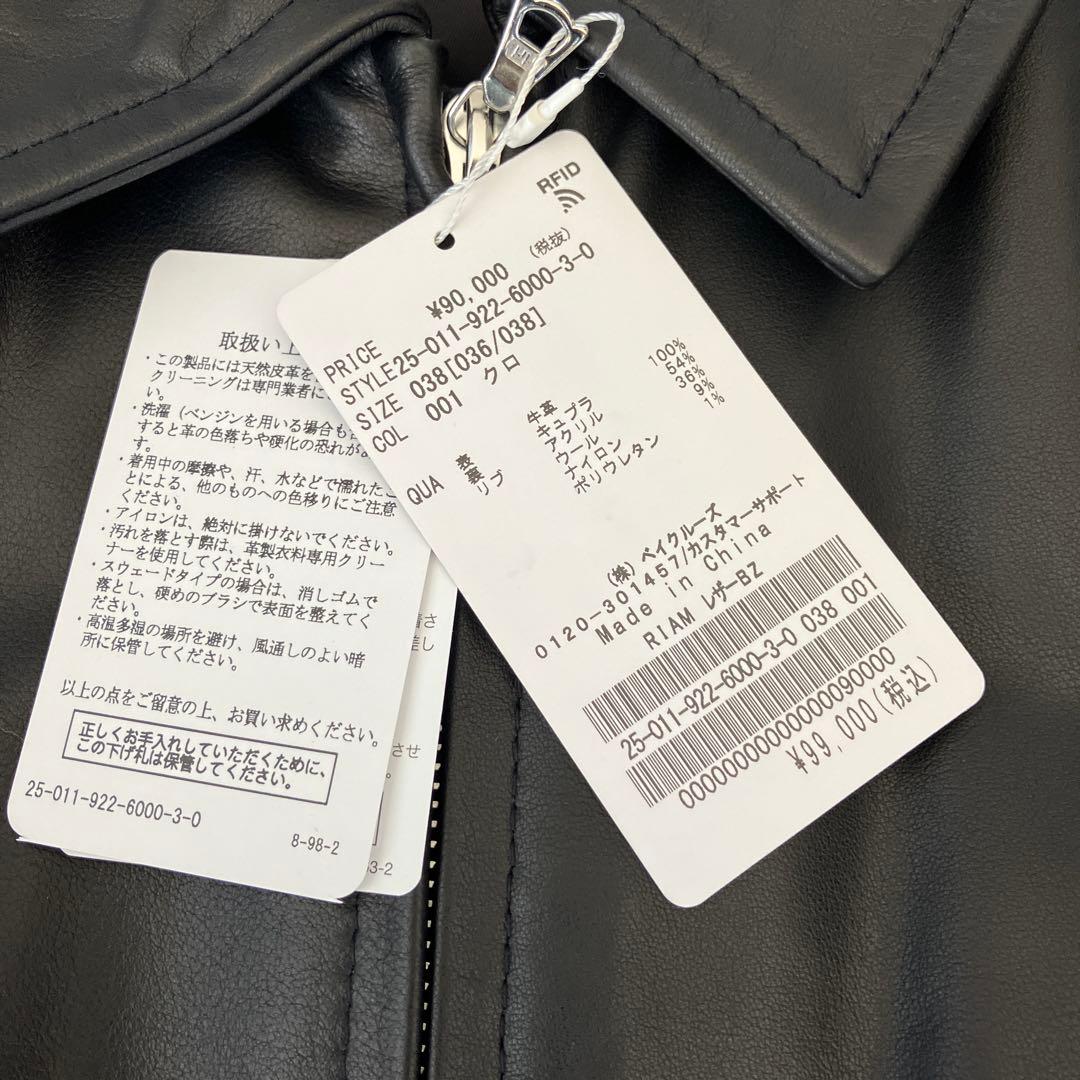 RFID
PRICE ¥90,000 (税抜)
STYLE25-011-922-6000-3-0
SIZE 038[036/038]
COL 001 クロ
QUA 表 牛革 100%
裏 キュプラ 54%
リブ アクリル 36%
ウール 9%
ナイロン 1%
ポリウレタン
(株) ベイクルーズ
0120-301457/カスタマーサポート
Made in China
RIAM レザーBZ
25-011-922-6000-3-0 038 001
¥99,000(税込)
取扱い上
・この製品には天然皮革を
クリーニングは専門業者に
い。
・洗濯（ベンジンを用いる場合も
すると革の色落ちや硬化の恐れが
す。
・着用中の摩擦や、汗、水などで濡れたこ
とによる、他のものへの色移りにご注意
ください。
・アイロンは、絶対に掛けないでください。
・汚れを落とす際は、革製衣料専用クリー
ナーを使用してください。
・スウェードタイプの場合は、消しゴムで
落とし、硬めのブラシで表面を整えてく
ださい。
・高温多湿の場所を避け、風通しのよい暗
所に保管してください。
以上の点をご留意の上、お買い求めください。
正しくお手入れしていただくために、
この下げ札は保管してください。
25-011-922-6000-3-0
8-98-2
さ
差し
させ
。
3-2